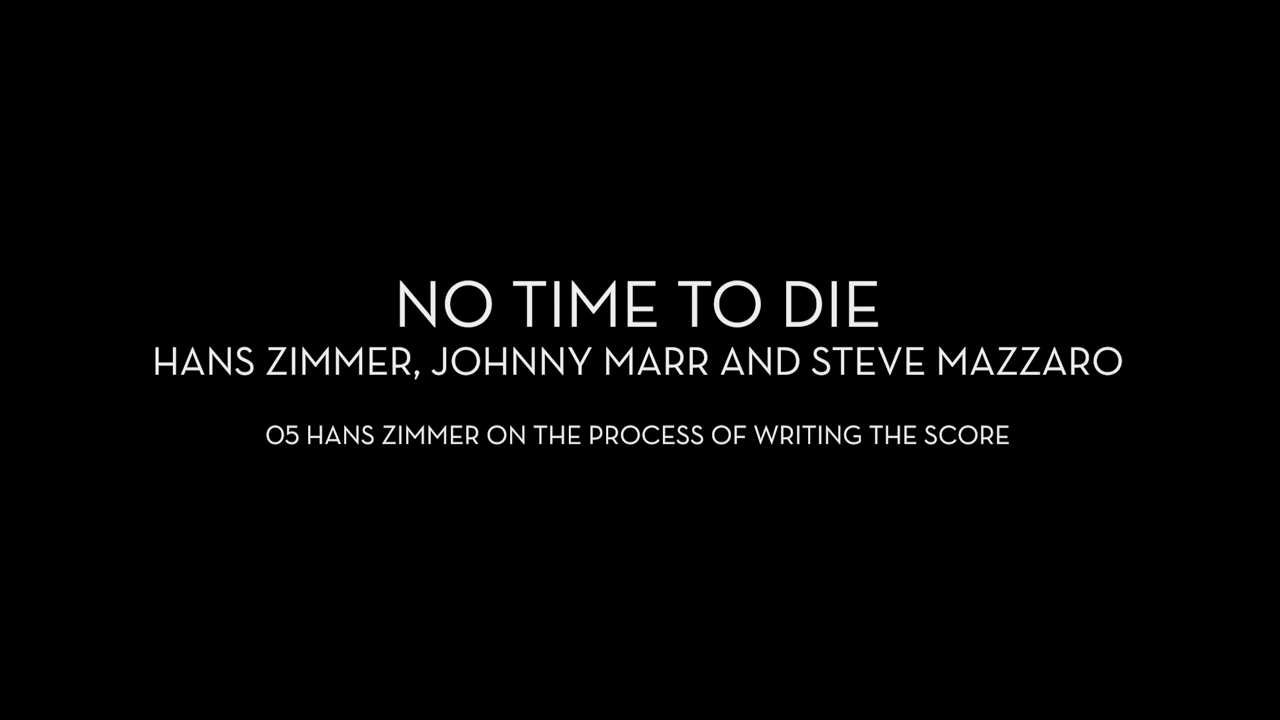 NO TIME TO DIE
HANS ZIMMER, JOHNNY MARR AND STEVE MAZZARO
05 HANS ZIMMER ON THE PROCESS OF WRITING THE SCORE